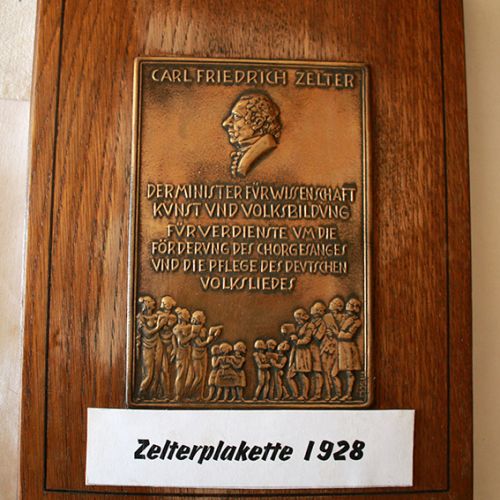 CARL FRIEDRICH ZELTER
DER MINISTER FÜR WISSENSCHAFT
KVNST VND VOLKSBILDVNG
FÜR VERDIENSTE VM DIE
FÖRDERVNG DES CHORGESANGES
VND DIE PFLEGE DES DEVTSCHEN
VOLKSLIEDES
Zelterplakette 1928